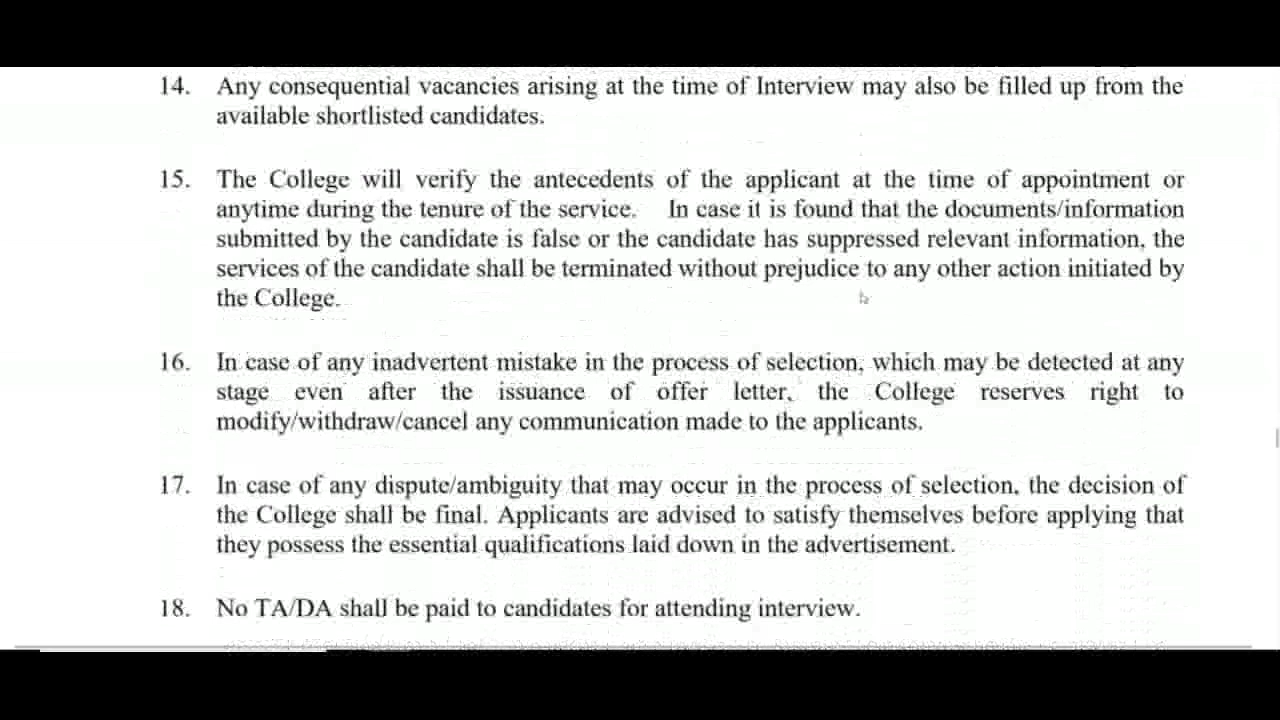 14. Any consequential vacancies arising at the time of Interview may also be filled up from the
available shortlisted candidates.
15. The College will verify the antecedents of the applicant at the time of appointment or
anytime during the tenure of the service. In case it is found that the documents/information
submitted by the candidate is false or the candidate has suppressed relevant information, the
services of the candidate shall be terminated without prejudice to any other action initiated by
the College.
16. In case of any inadvertent mistake in the process of selection, which may be detected at any
stage even after the issuance of offer letter, the College reserves right to
modify/withdraw/cancel any communication made to the applicants.
17. In case of any dispute/ambiguity that may occur in the process of selection, the decision of
the College shall be final. Applicants are advised to satisfy themselves before applying that
they possess the essential qualifications laid down in the advertisement.
18. No TA/DA shall be paid to candidates for attending interview.